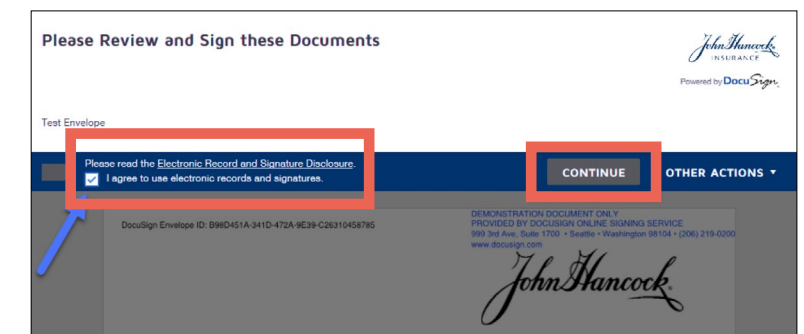 Please Review and Sign these Documents
John Hancock
INSURANCE
Powered by DocuSign
Test Envelope
Please read the Electronic Record and Signature Disclosure.
I agree to use electronic records and signatures.
CONTINUE
OTHER ACTIONS
DocuSign Envelope ID: B98D451A-341D-472A-9E39-C26310458785
DEMONSTRATION DOCUMENT ONLY
PROVIDED BY DOCUSIGN ONLINE SIGNING SERVICE
999 3rd Ave, Suite 1700 • Seattle • Washington 98104 • (206) 219-0200
www.docusign.com
John Hancock.